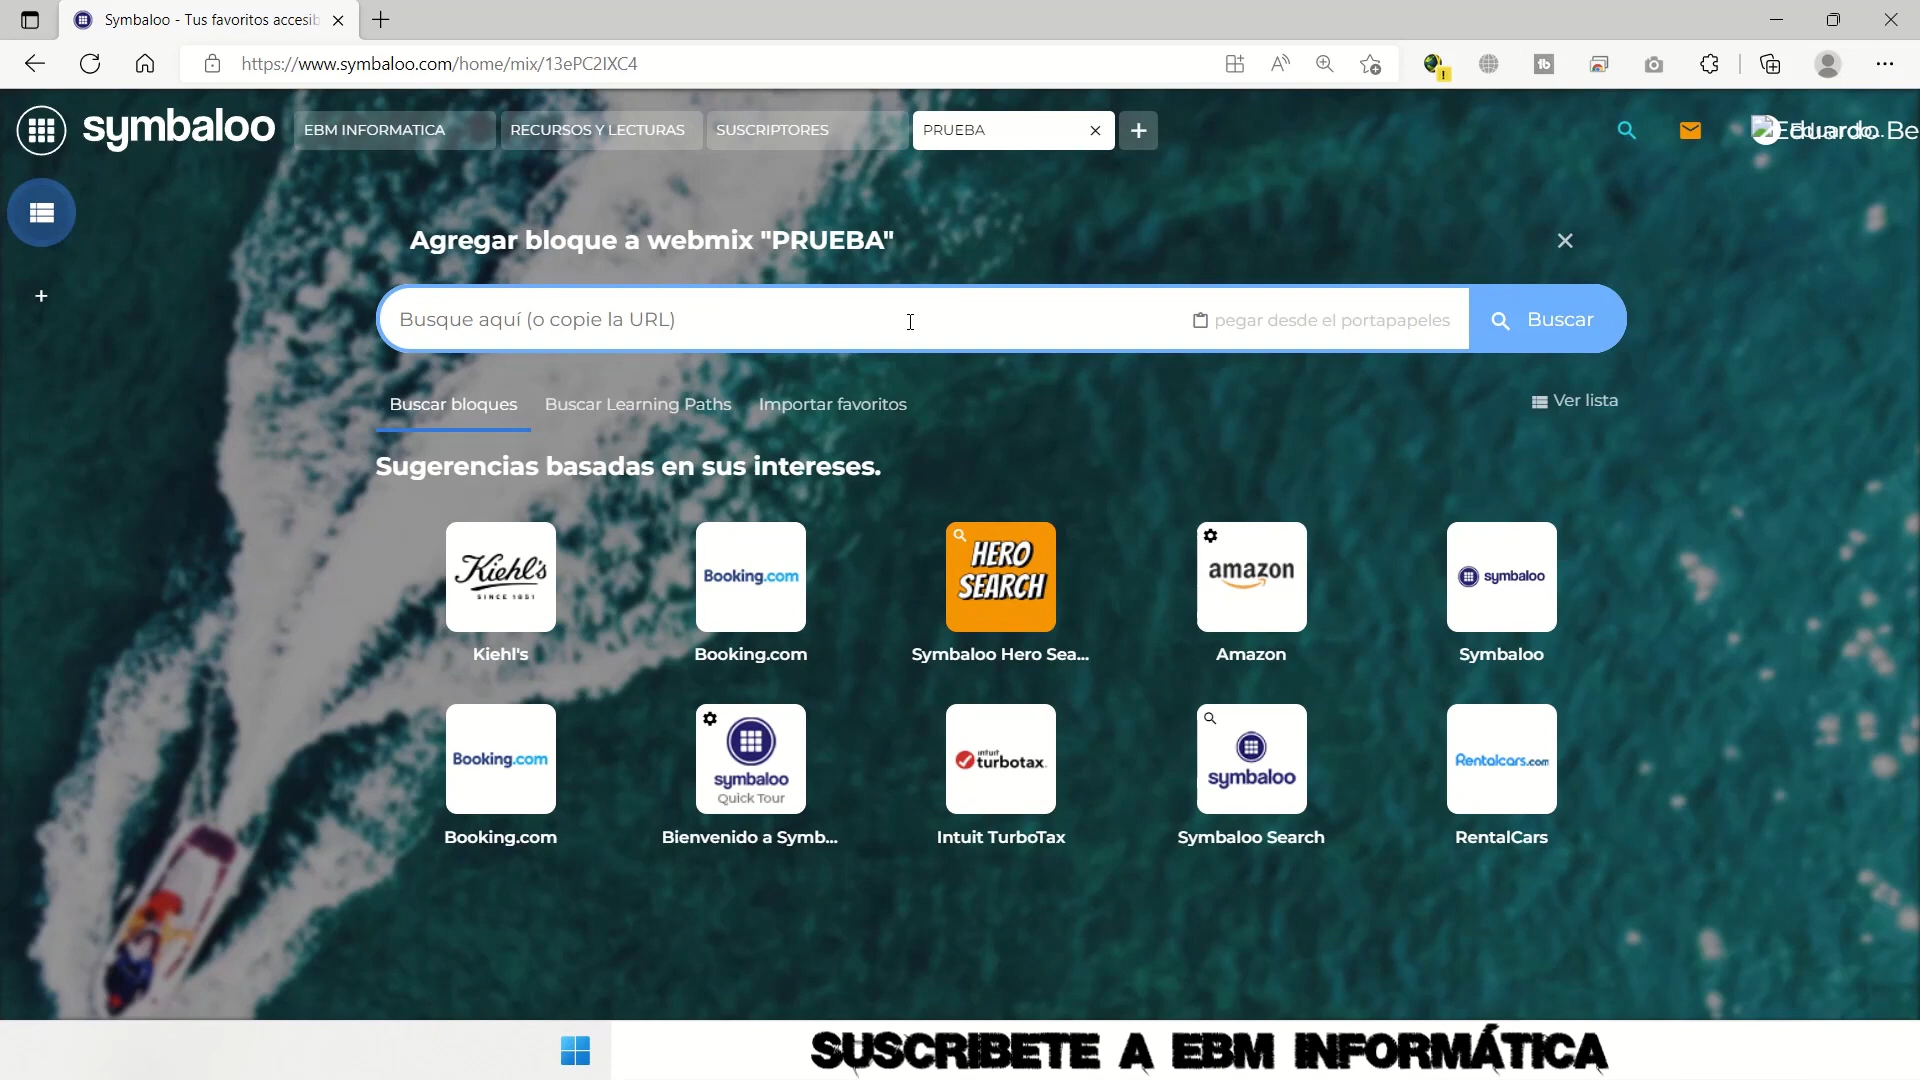 Symbaloo - Tus favoritos accesib
https://www.symbaloo.com/home/mix/13ePC2IXC4
symbaloo
EBM INFORMATICA
RECURSOS Y LECTURAS
SUSCRIPTORES
PRUEBA
Agregar bloque a webmix "PRUEBA"
Busque aquí (o copie la URL)
pegar desde el portapapeles
Buscar
Buscar bloques
Buscar Learning Paths
Importar favoritos
Ver lista
Sugerencias basadas en sus intereses.
Kiehl's
SINCE 1851
Booking.com
HERO
SEARCH
amazon
symbaloo
Kiehl's
Booking.com
Symbaloo Hero Sea...
Amazon
Symbaloo
Booking.com
symbaloo
Quick Tour
intuit
turbotax.
symbaloo
Rentalcars.com
Booking.com
Bienvenido a Symb...
Intuit TurboTax
Symbaloo Search
RentalCars
SUSCRIBETE A EBM INFORMÁTICA